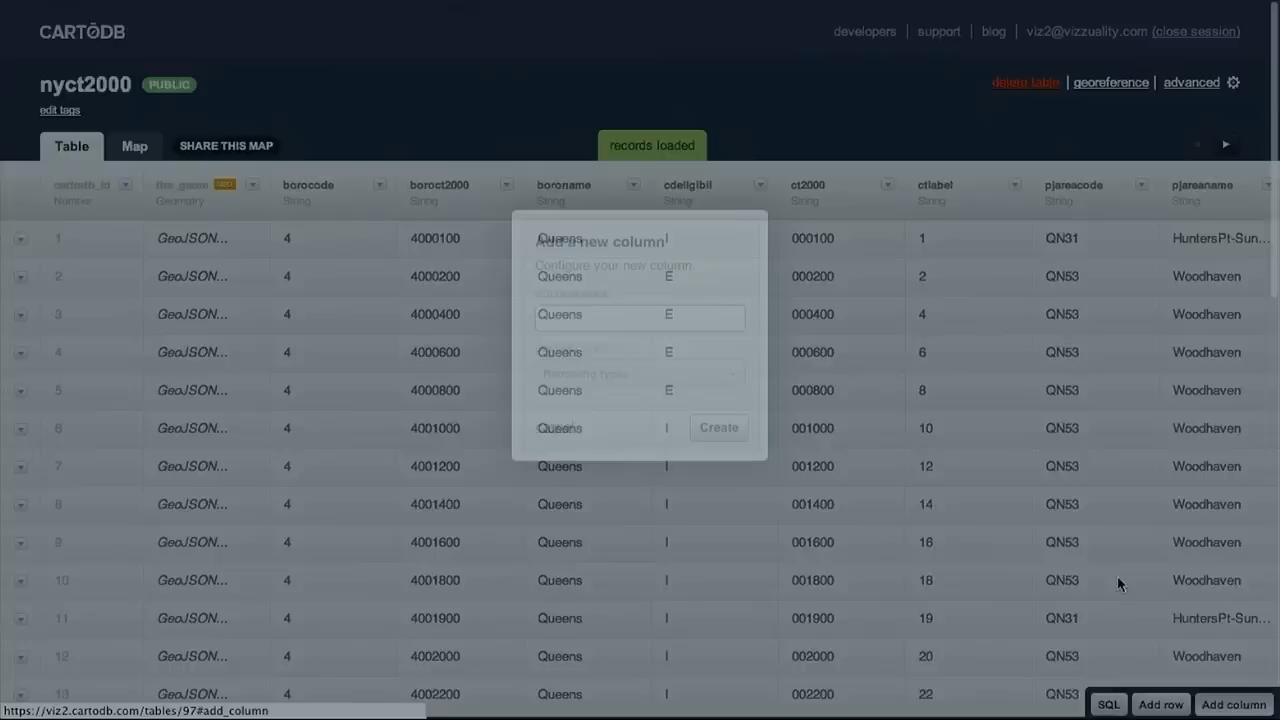 CARTODB
developers | support | blog | viz2@vizzuality.com (close session)
nyct2000 PUBLIC
delete table | georeference | advanced
edit tags
Table Map SHARE THIS MAP records loaded
cartodb_id the_geom GEO borocode boroct2000 boroname cdeligibil ct2000 ctlabel pjareacode pjareaname
Number Geometry String String String String String String String String
1 GeoJSON... 4 4000100 Queens I 000100 1 QN31 HuntersPt-Sun...
Add a new column
Configure your new column.
2 GeoJSON... 4 4000200 Queens E 000200 2 QN53 Woodhaven
3 GeoJSON... 4 4000400 Queens E 000400 4 QN53 Woodhaven
4 GeoJSON... 4 4000600 Queens E 000600 6 QN53 Woodhaven
5 GeoJSON... 4 4000800 Queens E 000800 8 QN53 Woodhaven
6 GeoJSON... 4 4001000 Queens I 001000 10 QN53 Woodhaven
Create
7 GeoJSON... 4 4001200 Queens I 001200 12 QN53 Woodhaven
8 GeoJSON... 4 4001400 Queens I 001400 14 QN53 Woodhaven
9 GeoJSON... 4 4001600 Queens I 001600 16 QN53 Woodhaven
10 GeoJSON... 4 4001800 Queens I 001800 18 QN53 Woodhaven
11 GeoJSON... 4 4001900 Queens I 001900 19 QN31 HuntersPt-Sun...
12 GeoJSON... 4 4002000 Queens I 002000 20 QN53 Woodhaven
13 GeoJSON... 4 4002200 Queens I 002200 22 QN53
https://viz2.cartodb.com/tables/97#add_column
SQL Add row Add column